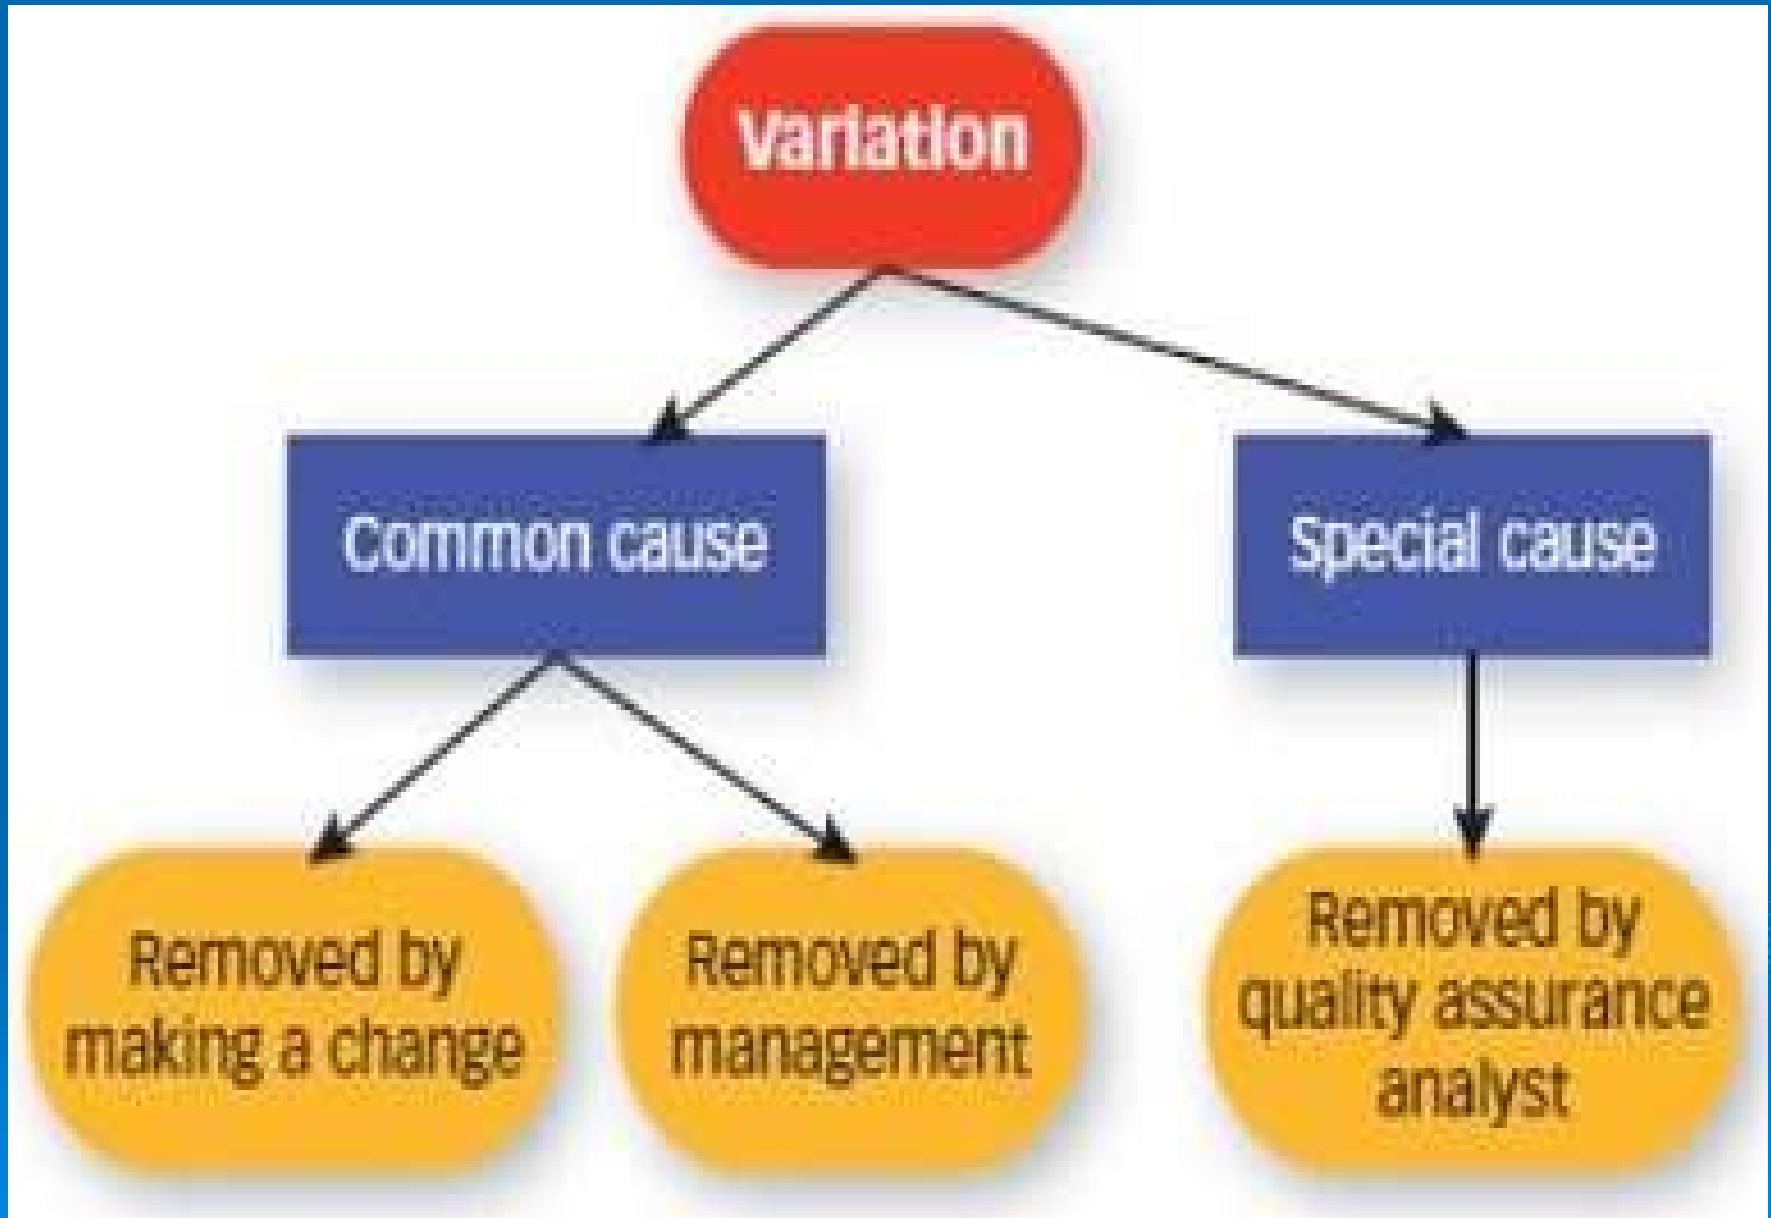 Variation
Common cause
Special cause
Removed by
making a change
Removed by
management
Removed by
quality assurance
analyst